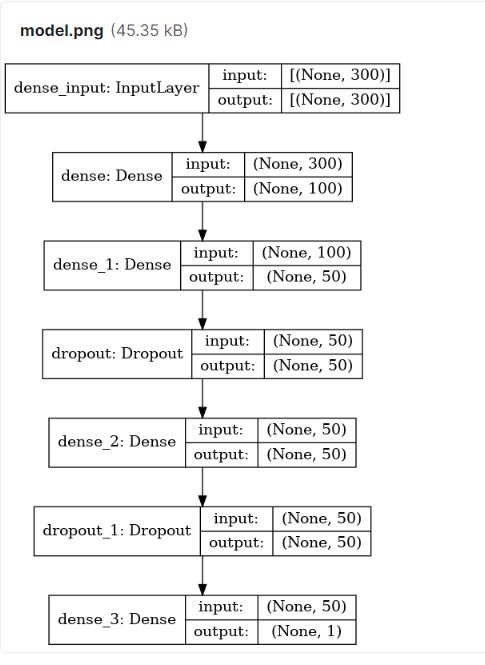 model.png (45.35 kB)
dense_input: InputLayer
input: [(None, 300)]
output: [(None, 300)]
dense: Dense
input: (None, 300)
output: (None, 100)
dense_1: Dense
input: (None, 100)
output: (None, 50)
dropout: Dropout
input: (None, 50)
output: (None, 50)
dense_2: Dense
input: (None, 50)
output: (None, 50)
dropout_1: Dropout
input: (None, 50)
output: (None, 50)
dense_3: Dense
input: (None, 50)
output: (None, 1)